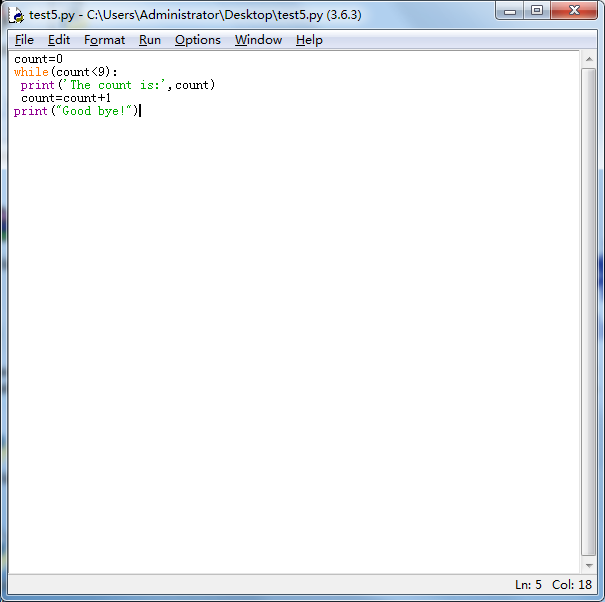 test5.py - C:\Users\Administrator\Desktop\test5.py (3.6.3)
File Edit Format Run Options Window Help
count=0
while(count<9):
 print('The count is:',count)
 count=count+1
print("Good bye!")
Ln: 5 Col: 18